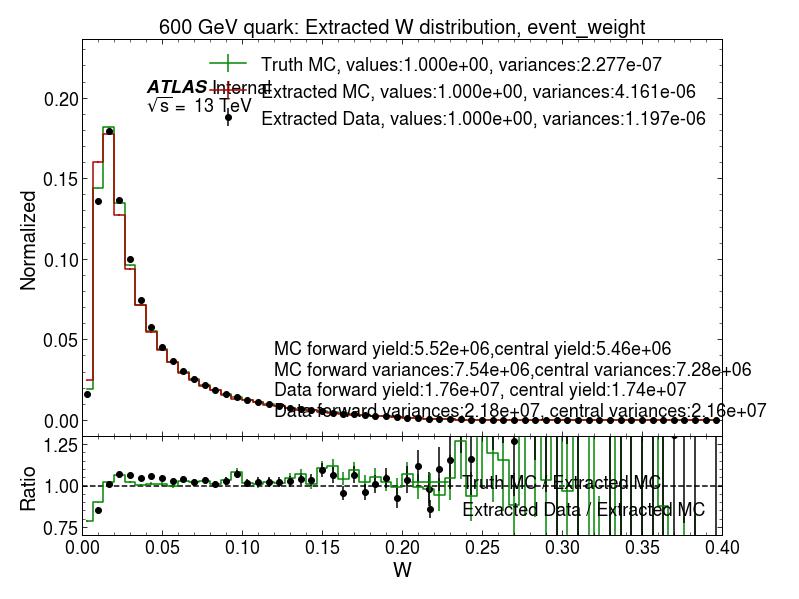 600 GeV quark: Extracted W distribution, event_weight
Truth MC, values:1.000e+00, variances:2.277e-07
ATLAS Internal
Extracted MC, values:1.000e+00, variances:4.161e-06
√s = 13 TeV
Extracted Data, values:1.000e+00, variances:1.197e-06
0.20
0.15
0.10
0.05
0.00
Normalized
MC forward yield:5.52e+06,central yield:5.46e+06
MC forward variances:7.54e+06,central variances:7.28e+06
Data forward yield:1.76e+07, central yield:1.74e+07
Data forward variances:2.18e+07, central variances:2.16e+07
1.25
1.00
0.75
Ratio
Truth MC / Extracted MC
Extracted Data / Extracted MC
0.00 0.05 0.10 0.15 0.20 0.25 0.30 0.35 0.40
W